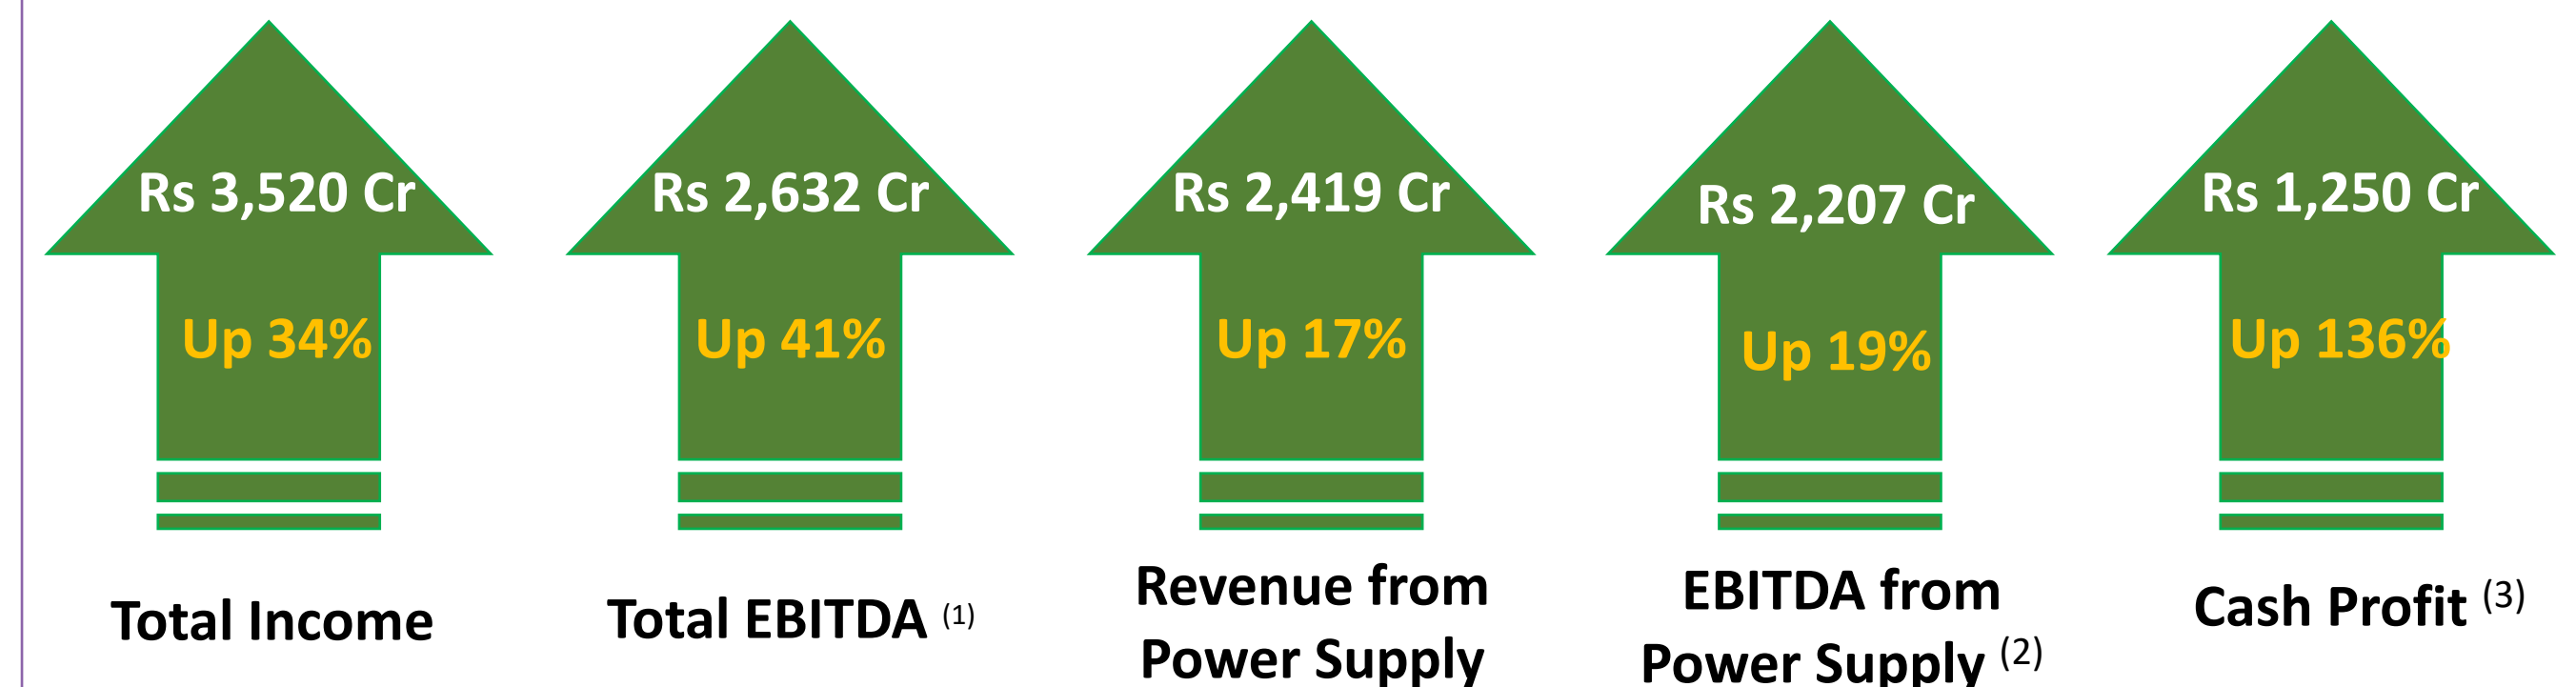 Rs 3,520 Cr
Up 34%
Total Income
Rs 2,632 Cr
Up 41%
Total EBITDA (1)
Rs 2,419 Cr
Up 17%
Revenue from
Power Supply
Rs 2,207 Cr
Up 19%
EBITDA from
Power Supply (2)
Rs 1,250 Cr
Up 136%
Cash Profit (3)